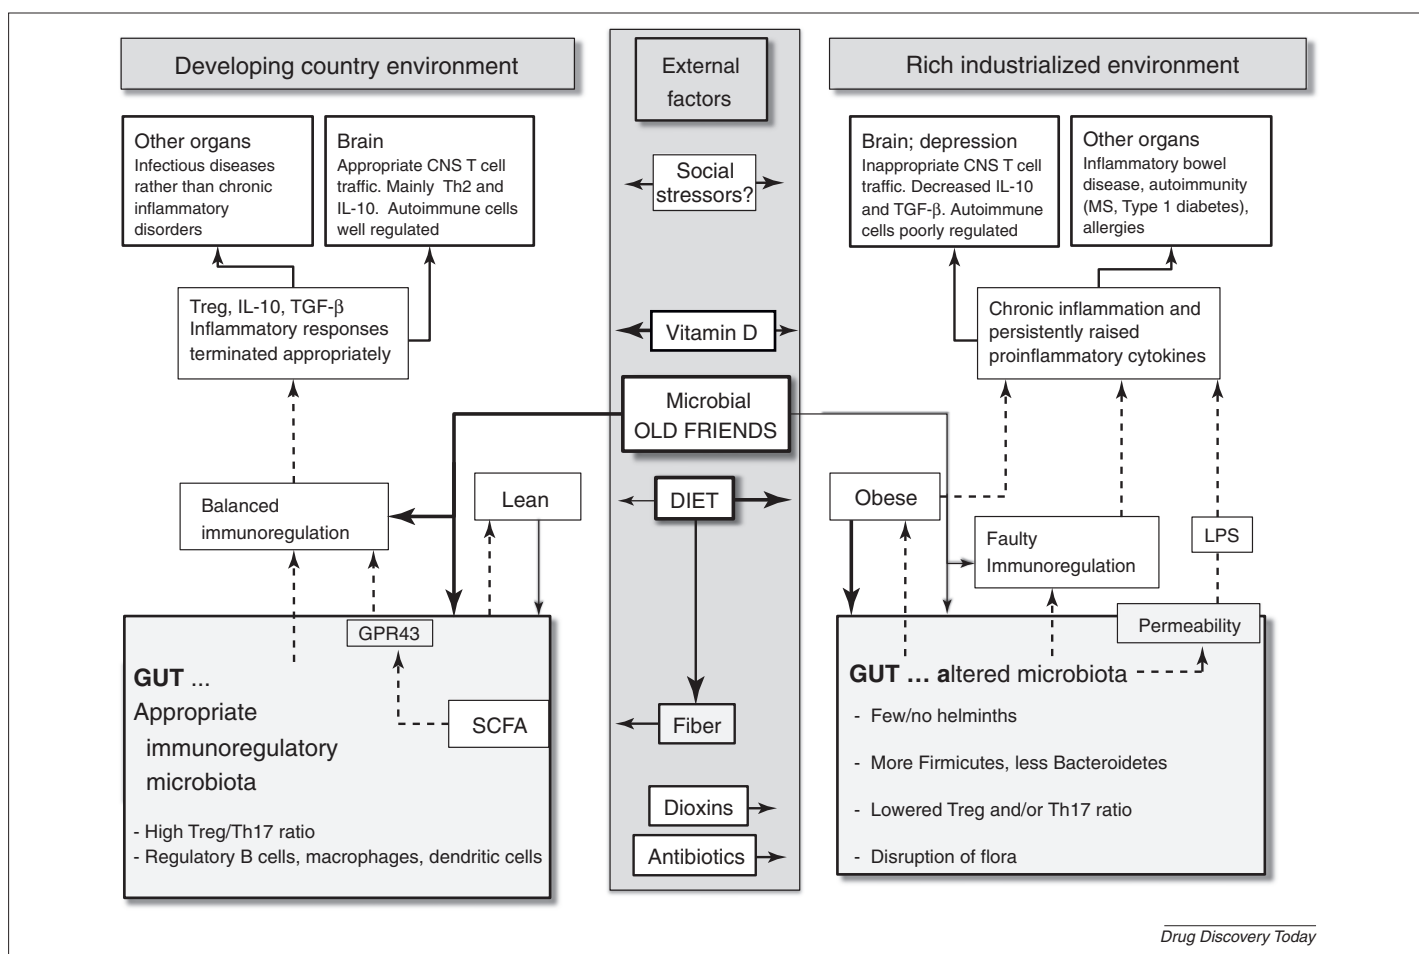 Developing country environment
External
factors
Rich industrialized environment
Other organs
Infectious diseases
rather than chronic
inflammatory
disorders
Brain
Appropriate CNS T cell
traffic. Mainly Th2 and
IL-10. Autoimmune cells
well regulated
Treg, IL-10, TGF-β
Inflammatory responses
terminated appropriately
Balanced
immunoregulation
Lean
GPR43
GUT ...
Appropriate
immunoregulatory
microbiota
SCFA
- High Treg/Th17 ratio
- Regulatory B cells, macrophages, dendritic cells
Social
stressors?
Vitamin D
Microbial
OLD FRIENDS
DIET
Fiber
Dioxins
Antibiotics
Brain; depression
Inappropriate CNS T cell
traffic. Decreased IL-10
and TGF-β. Autoimmune
cells poorly regulated
Other organs
Inflammatory bowel
disease, autoimmunity
(MS, Type 1 diabetes),
allergies
Chronic inflammation and
persistently raised
proinflammatory cytokines
Obese
Faulty
Immunoregulation
LPS
Permeability
GUT ... altered microbiota
- Few/no helminths
- More Firmicutes, less Bacteroidetes
- Lowered Treg and/or Th17 ratio
- Disruption of flora
Drug Discovery Today